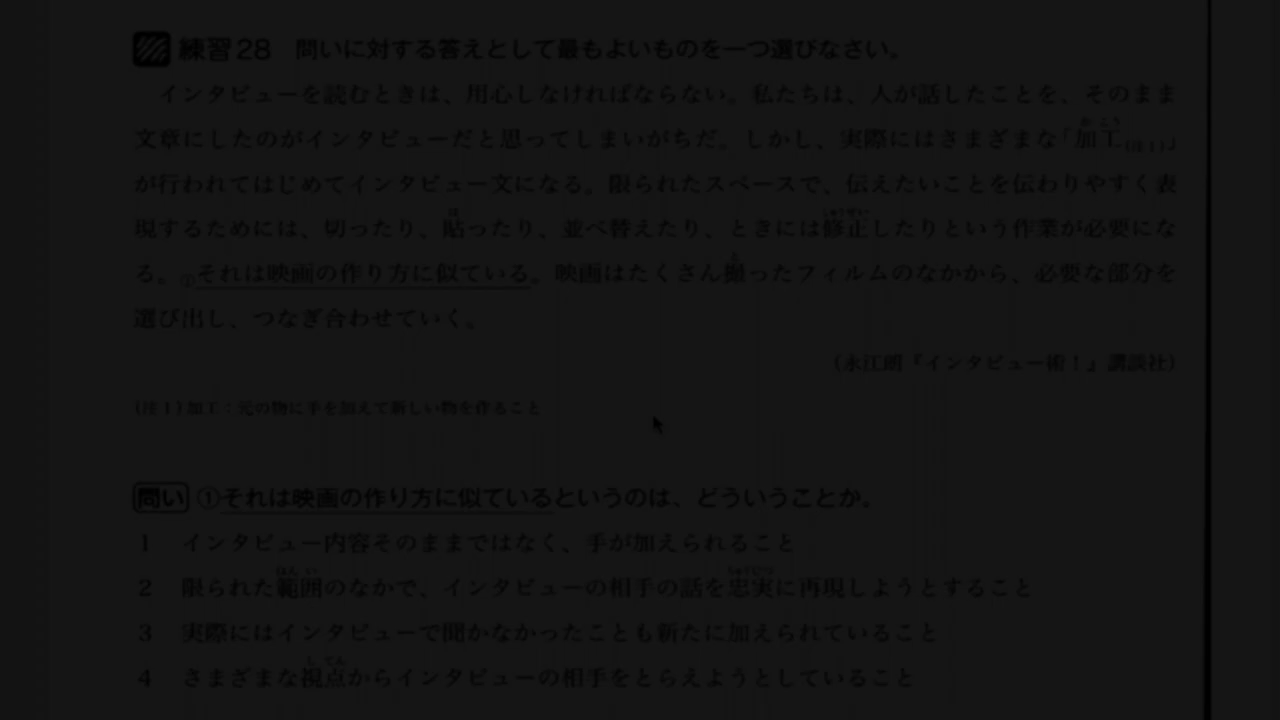 練習28 問いに対する答えとして最もよいものを一つ選びなさい。
インタビューを読むときは、用心しなければならない。私たちは、人が話したことを、そのまま
文章にしたのがインタビューだと思ってしまいがちだ。しかし、実際にはさまざまな「加工(注1)」
が行われてはじめてインタビュー文になる。限られたスペースで、伝えたいことを伝わりやすく表
現するためには、切ったり、貼ったり、並べ替えたり、ときには修正したりという作業が必要にな
る。①それは映画の作り方に似ている。映画はたくさん撮ったフィルムのなかから、必要な部分を
選び出し、つなぎ合わせていく。
(永江朗『インタビュー術!』講談社)
(注1)加工:元の物に手を加えて新しい物を作ること
問い ①それは映画の作り方に似ているというのは、どういうことか。
1 インタビュー内容そのままではなく、手が加えられること
2 限られた範囲のなかで、インタビューの相手の話を忠実に再現しようとすること
3 実際にはインタビューで聞かなかったことも新たに加えられていること
4 さまざまな視点からインタビューの相手をとらえようとしていること